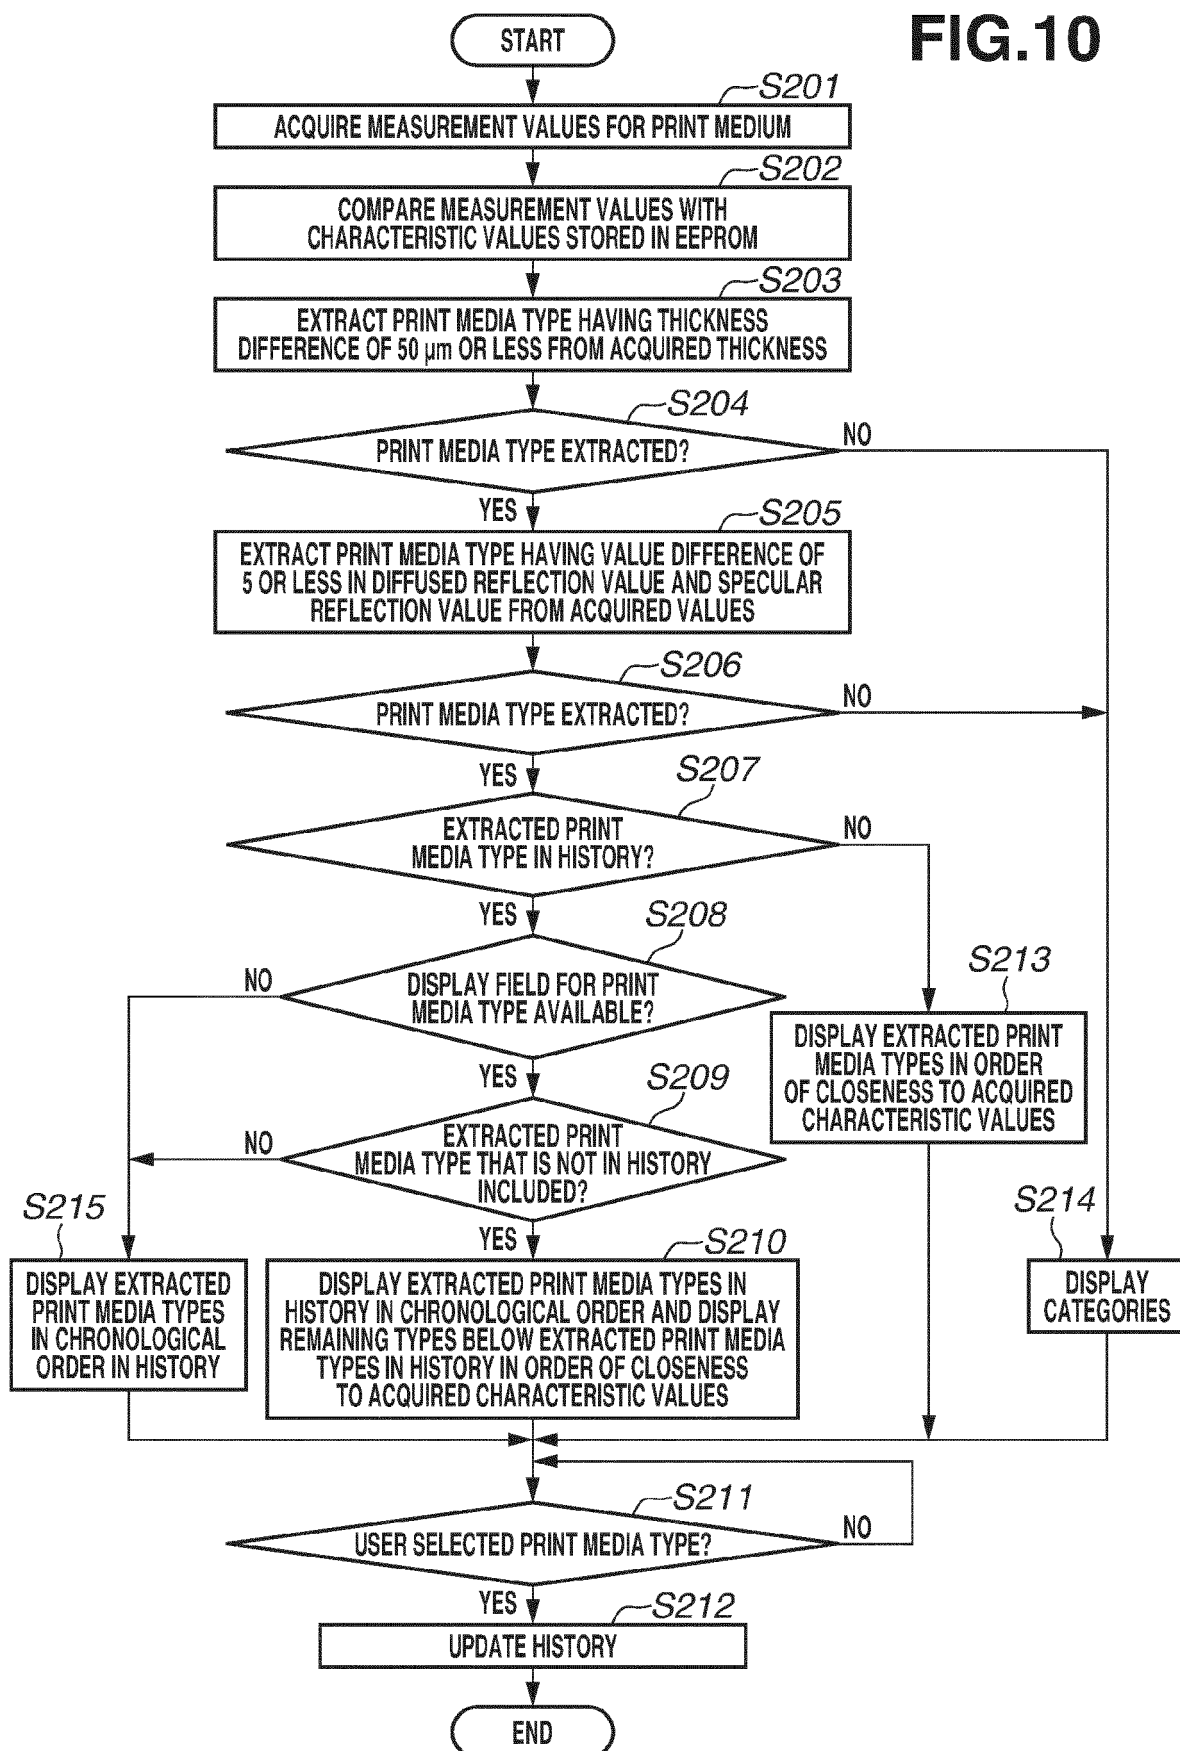 FIG.10
START
S201
ACQUIRE MEASUREMENT VALUES FOR PRINT MEDIUM
S202
COMPARE MEASUREMENT VALUES WITH
CHARACTERISTIC VALUES STORED IN EEPROM
S203
EXTRACT PRINT MEDIA TYPE HAVING THICKNESS
DIFFERENCE OF 50 µm OR LESS FROM ACQUIRED THICKNESS
S204
PRINT MEDIA TYPE EXTRACTED?
NO
YES
S205
EXTRACT PRINT MEDIA TYPE HAVING VALUE DIFFERENCE OF
5 OR LESS IN DIFFUSED REFLECTION VALUE AND SPECULAR
REFLECTION VALUE FROM ACQUIRED VALUES
S206
PRINT MEDIA TYPE EXTRACTED?
NO
YES
S207
EXTRACTED PRINT
MEDIA TYPE IN HISTORY?
NO
YES
S208
DISPLAY FIELD FOR PRINT
MEDIA TYPE AVAILABLE?
NO
YES
S213
DISPLAY EXTRACTED PRINT
MEDIA TYPES IN ORDER
OF CLOSENESS TO ACQUIRED
CHARACTERISTIC VALUES
S209
EXTRACTED PRINT
MEDIA TYPE THAT IS NOT IN HISTORY
INCLUDED?
NO
YES
S215
DISPLAY EXTRACTED
PRINT MEDIA TYPES
IN CHRONOLOGICAL
ORDER IN HISTORY
S210
DISPLAY EXTRACTED PRINT MEDIA TYPES IN
HISTORY IN CHRONOLOGICAL ORDER AND DISPLAY
REMAINING TYPES BELOW EXTRACTED PRINT MEDIA
TYPES IN HISTORY IN ORDER OF CLOSENESS
TO ACQUIRED CHARACTERISTIC VALUES
S214
DISPLAY
CATEGORIES
S211
USER SELECTED PRINT MEDIA TYPE?
NO
YES
S212
UPDATE HISTORY
END